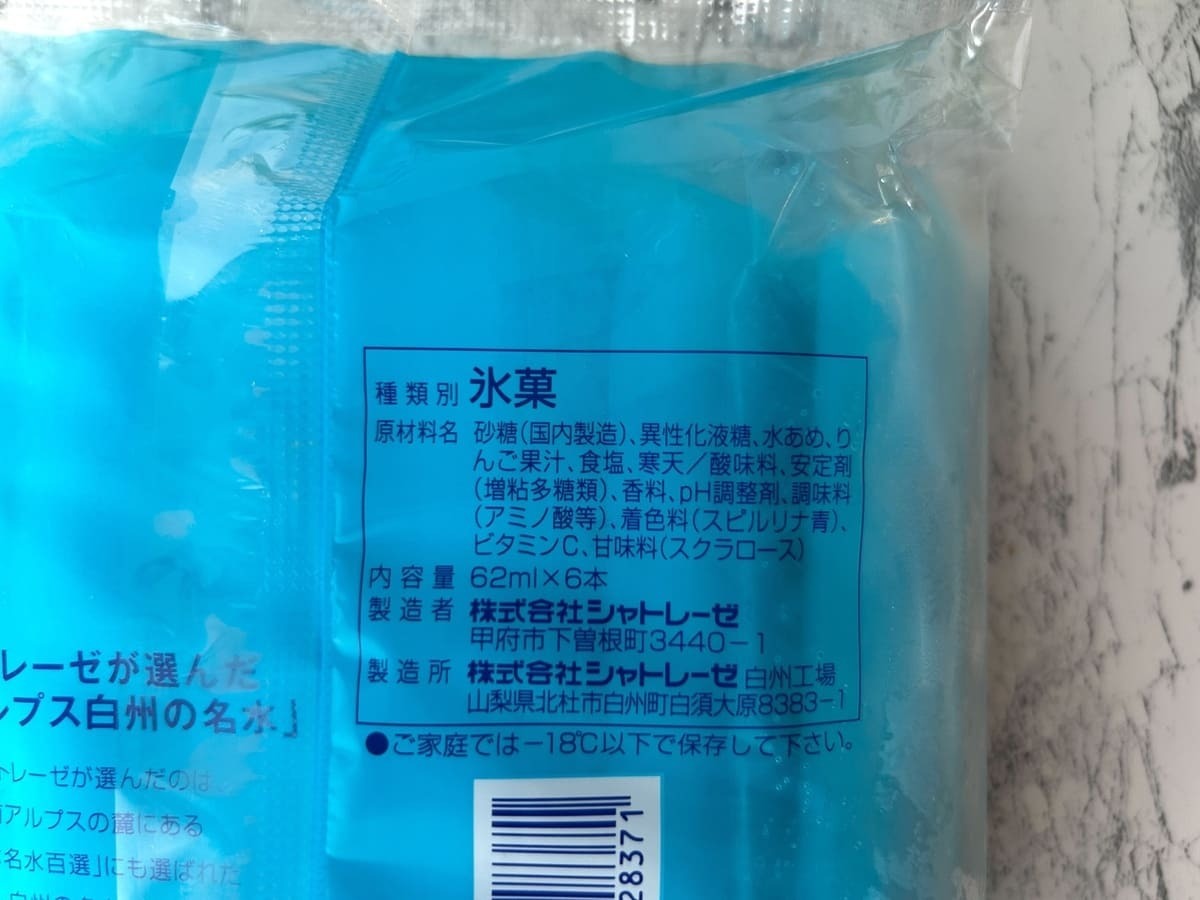 種類別 氷菓
原材料名 砂糖(国内製造)、異性化液糖、水あめ、り
んご果汁、食塩、寒天/酸味料、安定剤
(増粘多糖類)、香料、pH調整剤、調味料
(アミノ酸等)、着色料(スピルリナ青)、
ビタミンC、甘味料(スクラロース)
内容量 62ml×6本
製造者 株式会社シャトレーゼ
甲府市下曽根町3440-1
製造所 株式会社シャトレーゼ 白州工場
山梨県北杜市白州町白須大原8383-1
●ご家庭では-18℃以下で保存して下さい。
28371
レーゼが選んだ
ルプス白州の名水」
トレーゼが選んだのは、
アルプスの麓にある
名水百選」にも選ばれた